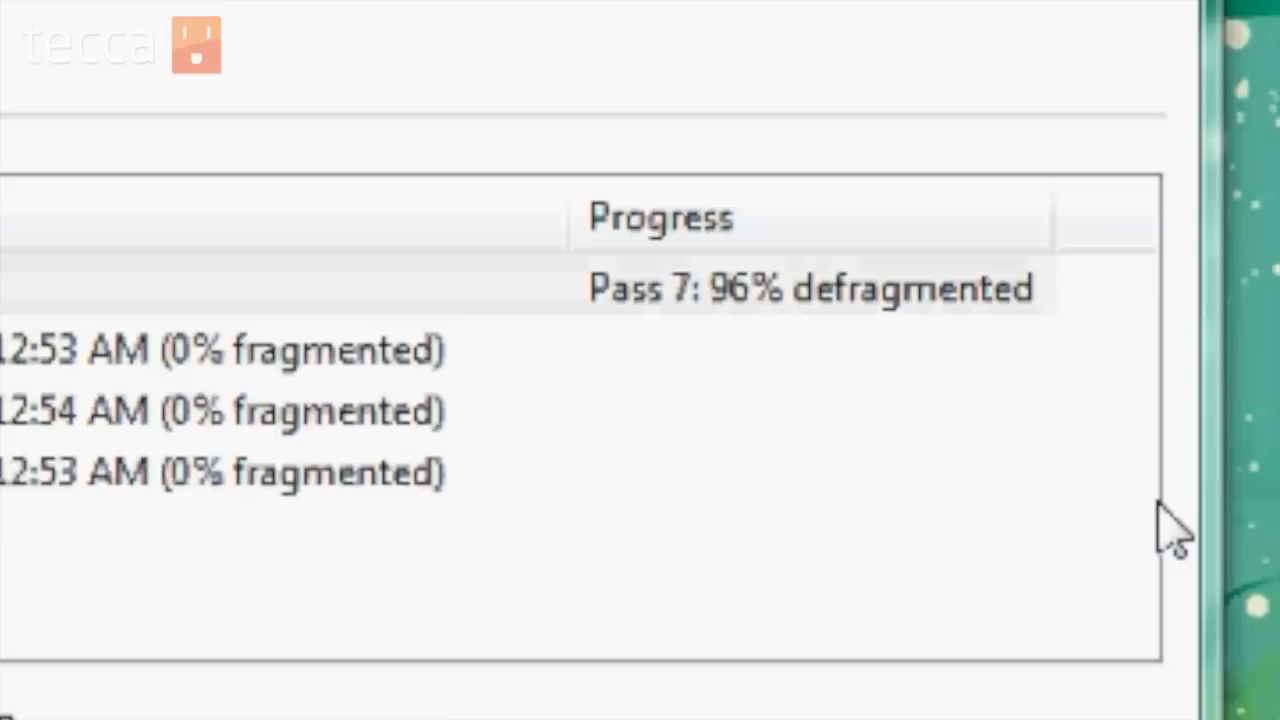 tecca
Progress
Pass 7: 96% defragmented
12:53 AM (0% fragmented)
12:54 AM (0% fragmented)
12:53 AM (0% fragmented)